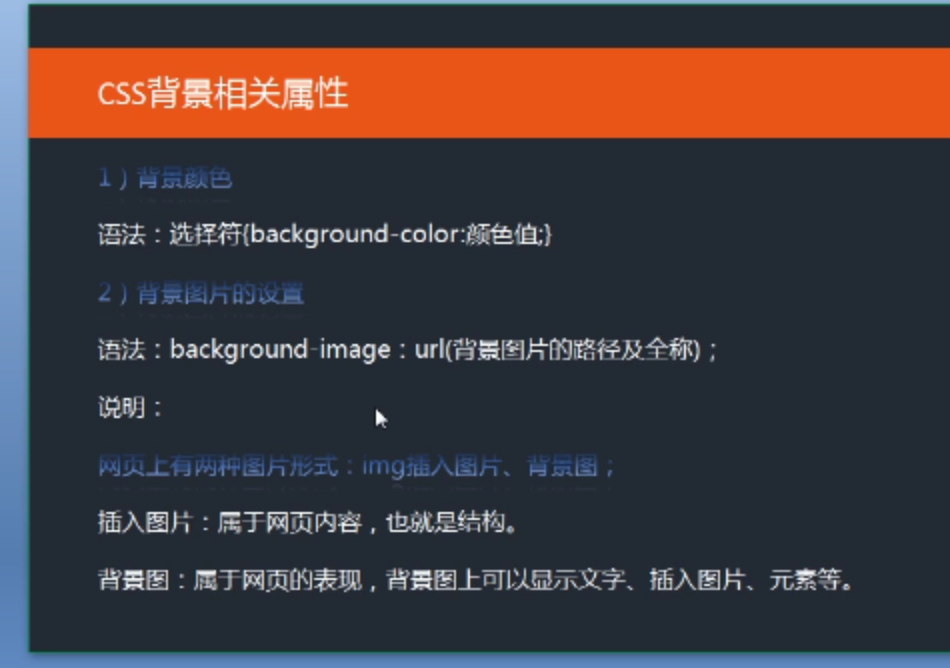 CSS背景相关属性
1）背景颜色
语法：选择符{background-color:颜色值;}
2）背景图片的设置
语法：background-image：url(背景图片的路径及全称)；
说明：
网页上有两种图片形式：img插入图片、背景图；
插入图片：属于网页内容，也就是结构。
背景图：属于网页的表现，背景图上可以显示文字、插入图片、元素等。